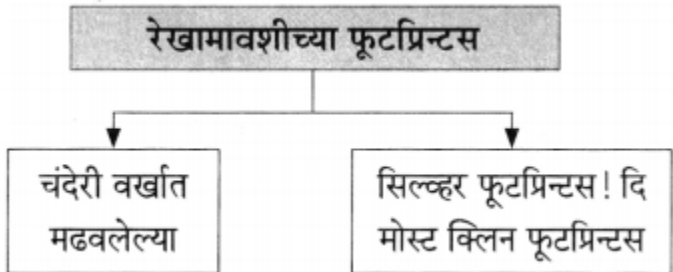 रेखामावशीच्या फूटप्रिन्टस
चंदेरी वर्खात
मढवलेल्या
सिल्व्हर फूटप्रिन्टस! दि
मोस्ट क्लिन फूटप्रिन्टस